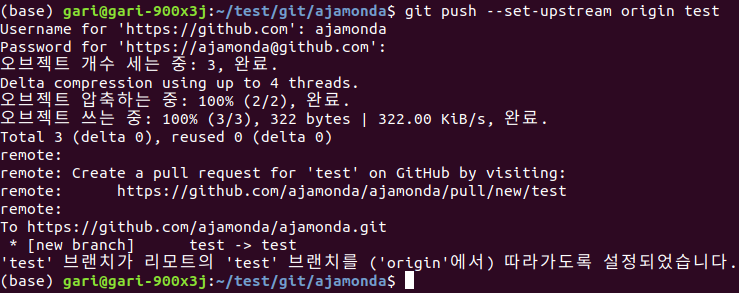 (base) gari@gari-900x3j:~/test/git/ajamonda$ git push --set-upstream origin test
Username for 'https://github.com': ajamonda
Password for 'https://ajamonda@github.com':
오브젝트 개수 세는 중: 3, 완료.
Delta compression using up to 4 threads.
오브젝트 압축하는 중: 100% (2/2), 완료.
오브젝트 쓰는 중: 100% (3/3), 322 bytes | 322.00 KiB/s, 완료.
Total 3 (delta 0), reused 0 (delta 0)
remote:
remote: Create a pull request for 'test' on GitHub by visiting:
remote:      https://github.com/ajamonda/ajamonda/pull/new/test
remote:
To https://github.com/ajamonda/ajamonda.git
 * [new branch]      test -> test
'test' 브랜치가 리모트의 'test' 브랜치를 ('origin'에서) 따라가도록 설정되었습니다.
(base) gari@gari-900x3j:~/test/git/ajamonda$